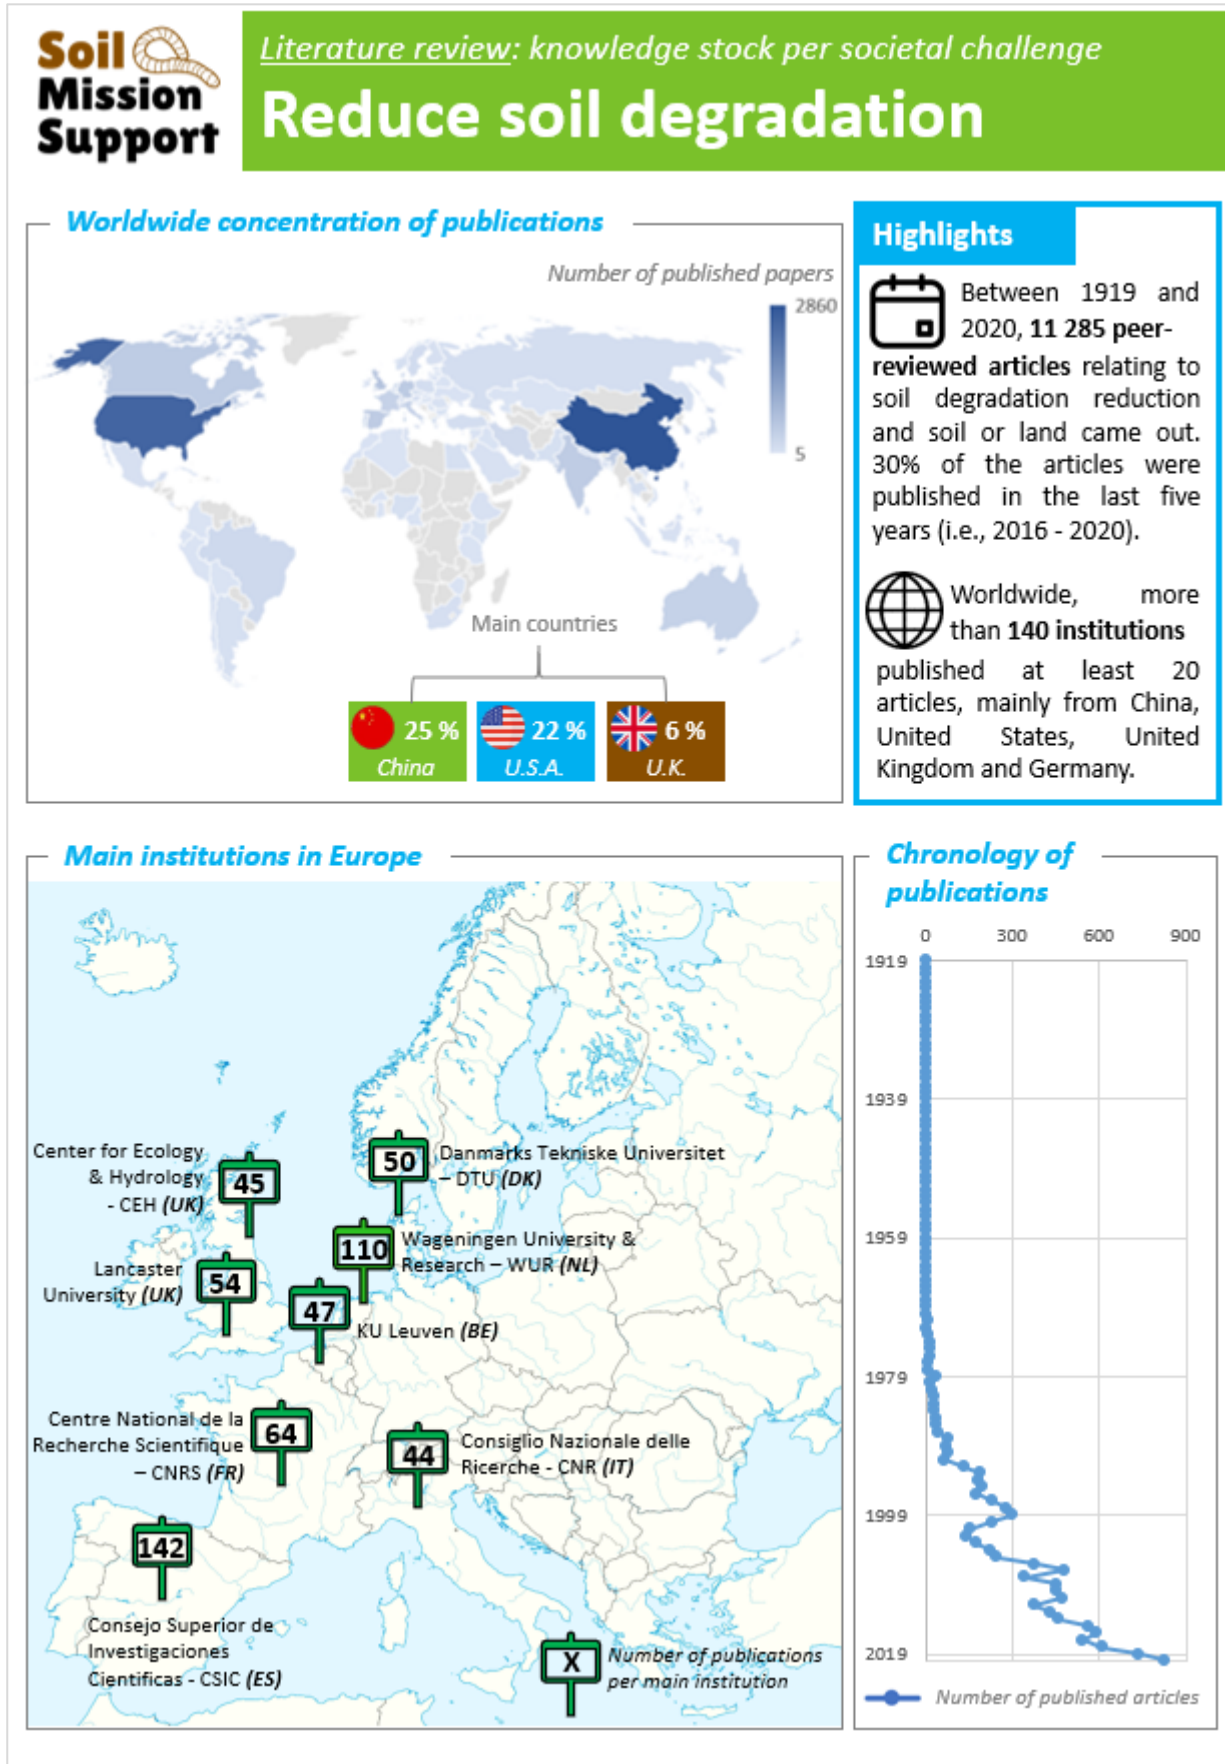 Soil
Mission
Support
Literature review: knowledge stock per societal challenge
Reduce soil degradation
Worldwide concentration of publications
Number of published papers
2860
5
Main countries
25 %
China
22 %
U.S.A.
6 %
U.K.
Highlights
Between 1919 and
2020, 11 285 peer-
reviewed articles relating to
soil degradation reduction
and soil or land came out.
30% of the articles were
published in the last five
years (i.e., 2016 - 2020).
Worldwide, more
than 140 institutions
published at least 20
articles, mainly from China,
United States, United
Kingdom and Germany.
Main institutions in Europe
Center for Ecology
& Hydrology
- CEH (UK)
45
50
Danmarks Tekniske Universitet
– DTU (DK)
110
Wageningen University &
Research – WUR (NL)
Lancaster
University (UK)
54
47
KU Leuven (BE)
Centre National de la
Recherche Scientifique
– CNRS (FR)
64
44
Consiglio Nazionale delle
Ricerche - CNR (IT)
142
Consejo Superior de
Investigaciones
Cientificas - CSIC (ES)
X
Number of publications
per main institution
Chronology of
publications
0 300 600 900
1919
1939
1959
1979
1999
2019
Number of published articles